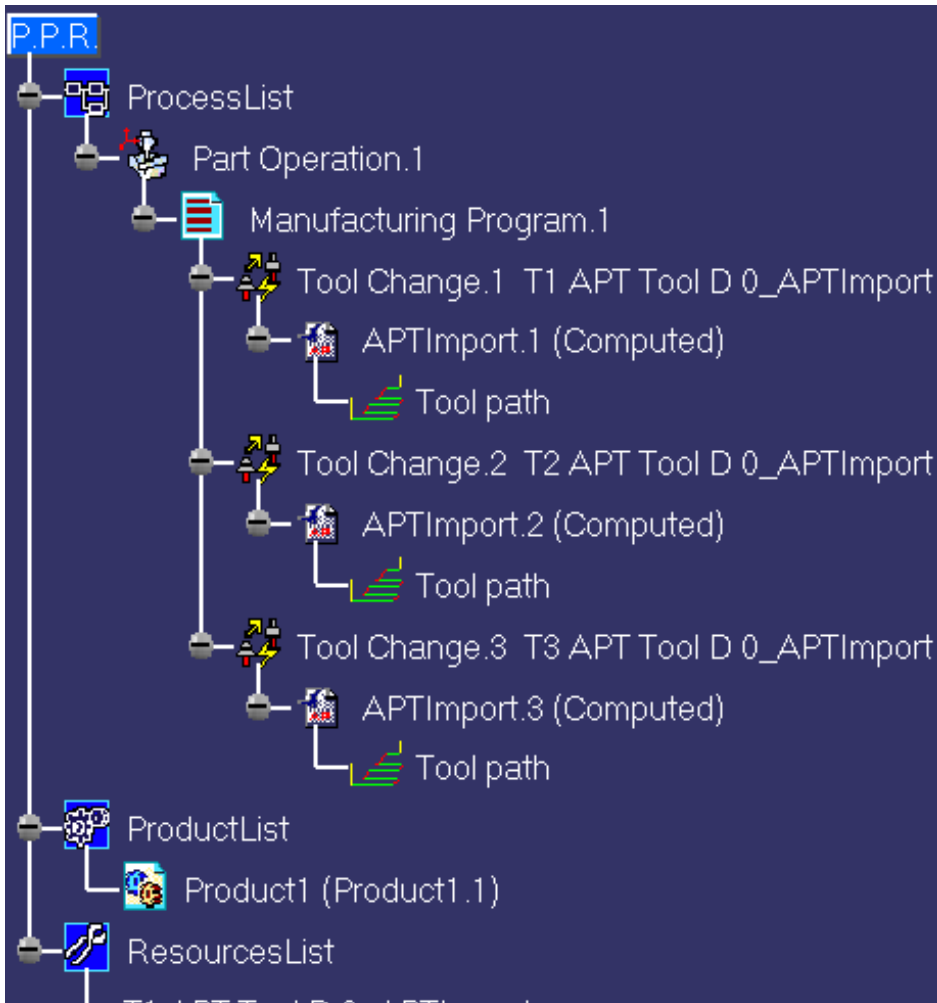 P.P.R.
ProcessList
Part Operation.1
Manufacturing Program.1
Tool Change.1 T1 APT Tool D 0_APTImport
APTImport.1 (Computed)
Tool path
Tool Change.2 T2 APT Tool D 0_APTImport
APTImport.2 (Computed)
Tool path
Tool Change.3 T3 APT Tool D 0_APTImport
APTImport.3 (Computed)
Tool path
ProductList
Product1 (Product1.1)
ResourcesList